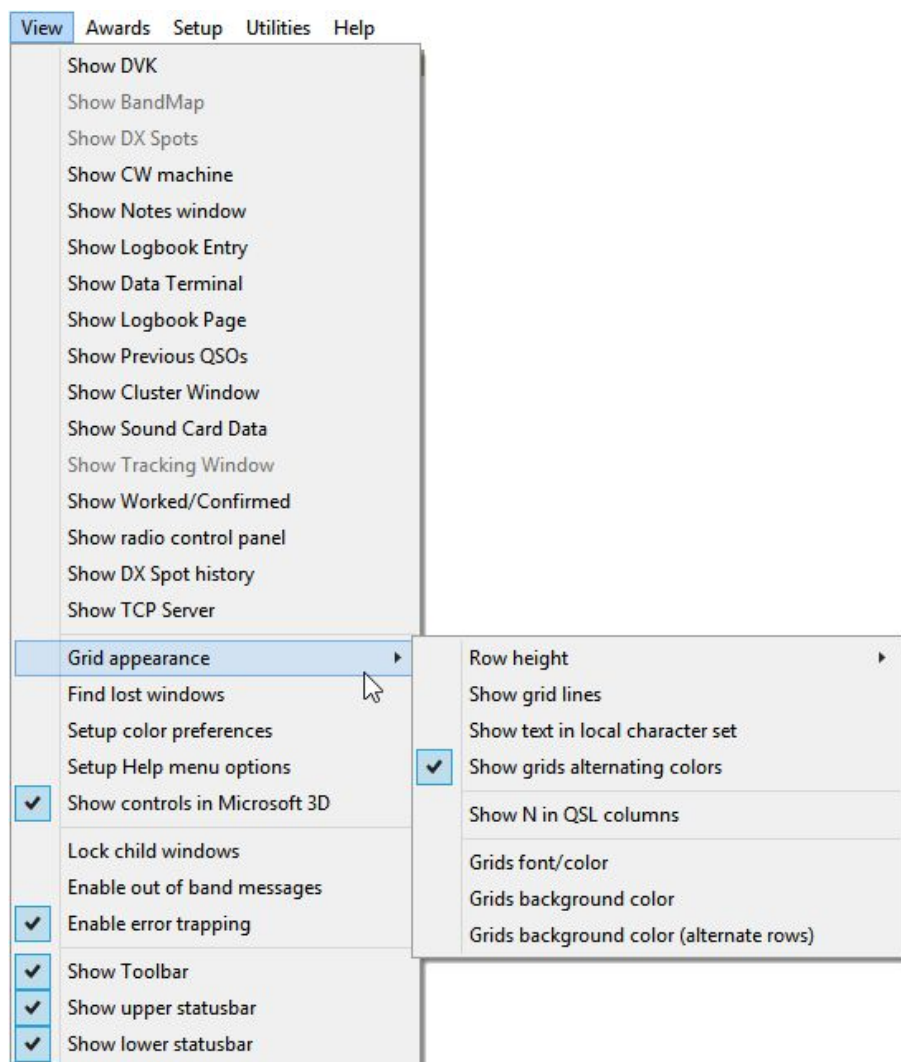 View Awards Setup Utilities Help
Show DVK
Show BandMap
Show DX Spots
Show CW machine
Show Notes window
Show Logbook Entry
Show Data Terminal
Show Logbook Page
Show Previous QSOs
Show Cluster Window
Show Sound Card Data
Show Tracking Window
Show Worked/Confirmed
Show radio control panel
Show DX Spot history
Show TCP Server
Grid appearance
Find lost windows
Setup color preferences
Setup Help menu options
Show controls in Microsoft 3D
Lock child windows
Enable out of band messages
Enable error trapping
Show Toolbar
Show upper statusbar
Show lower statusbar
Row height
Show grid lines
Show text in local character set
Show grids alternating colors
Show N in QSL columns
Grids font/color
Grids background color
Grids background color (alternate rows)